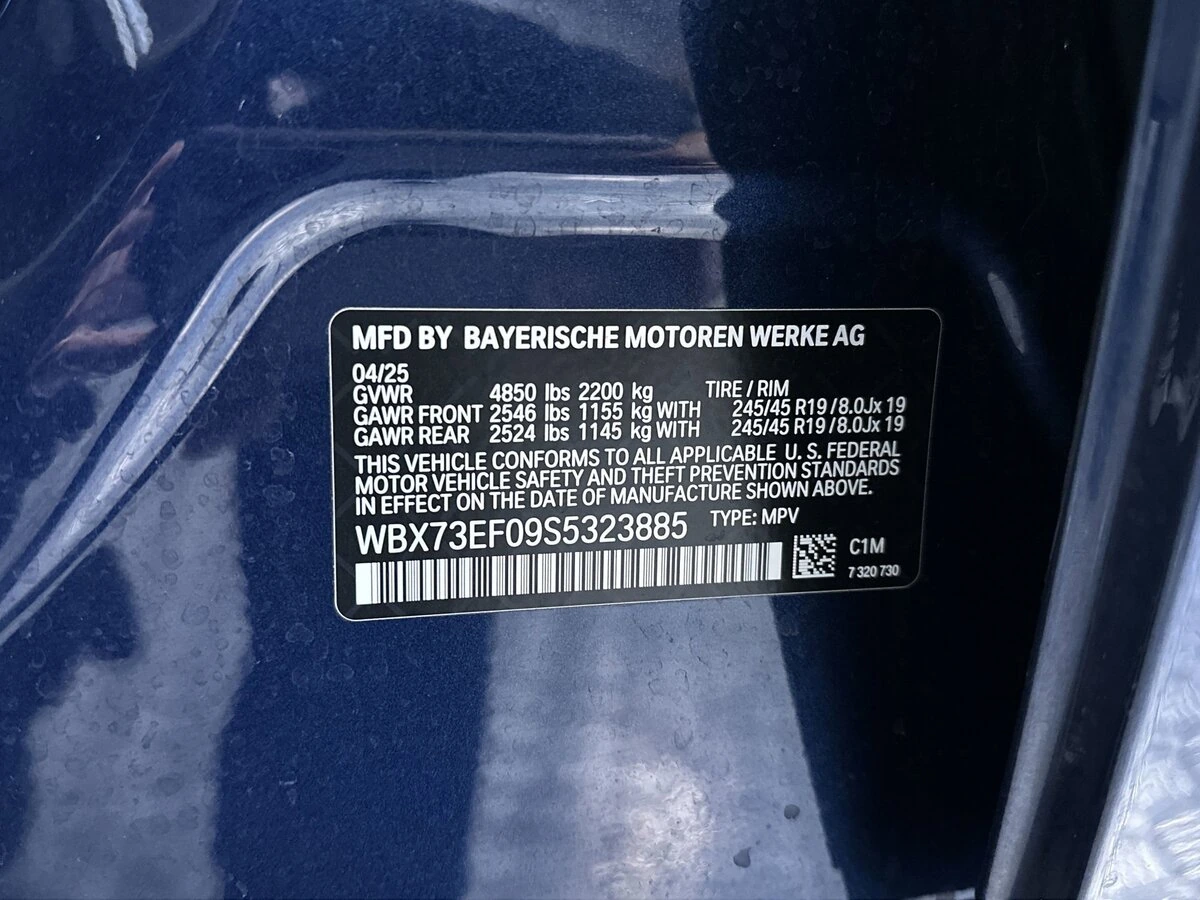 MFD BY BAYERISCHE MOTOREN WERKE AG
04/25
GVWR 4850 lbs 2200 kg TIRE / RIM
GAWR FRONT 2546 lbs 1155 kg WITH 245/45 R19 /8.0Jx 19
GAWR REAR 2524 lbs 1145 kg WITH 245/45 R19 /8.0Jx 19
THIS VEHICLE CONFORMS TO ALL APPLICABLE U. S. FEDERAL
MOTOR VEHICLE SAFETY AND THEFT PREVENTION STANDARDS
IN EFFECT ON THE DATE OF MANUFACTURE SHOWN ABOVE.
WBX73EF09S5323885 TYPE: MPV
C1M
7 320 730